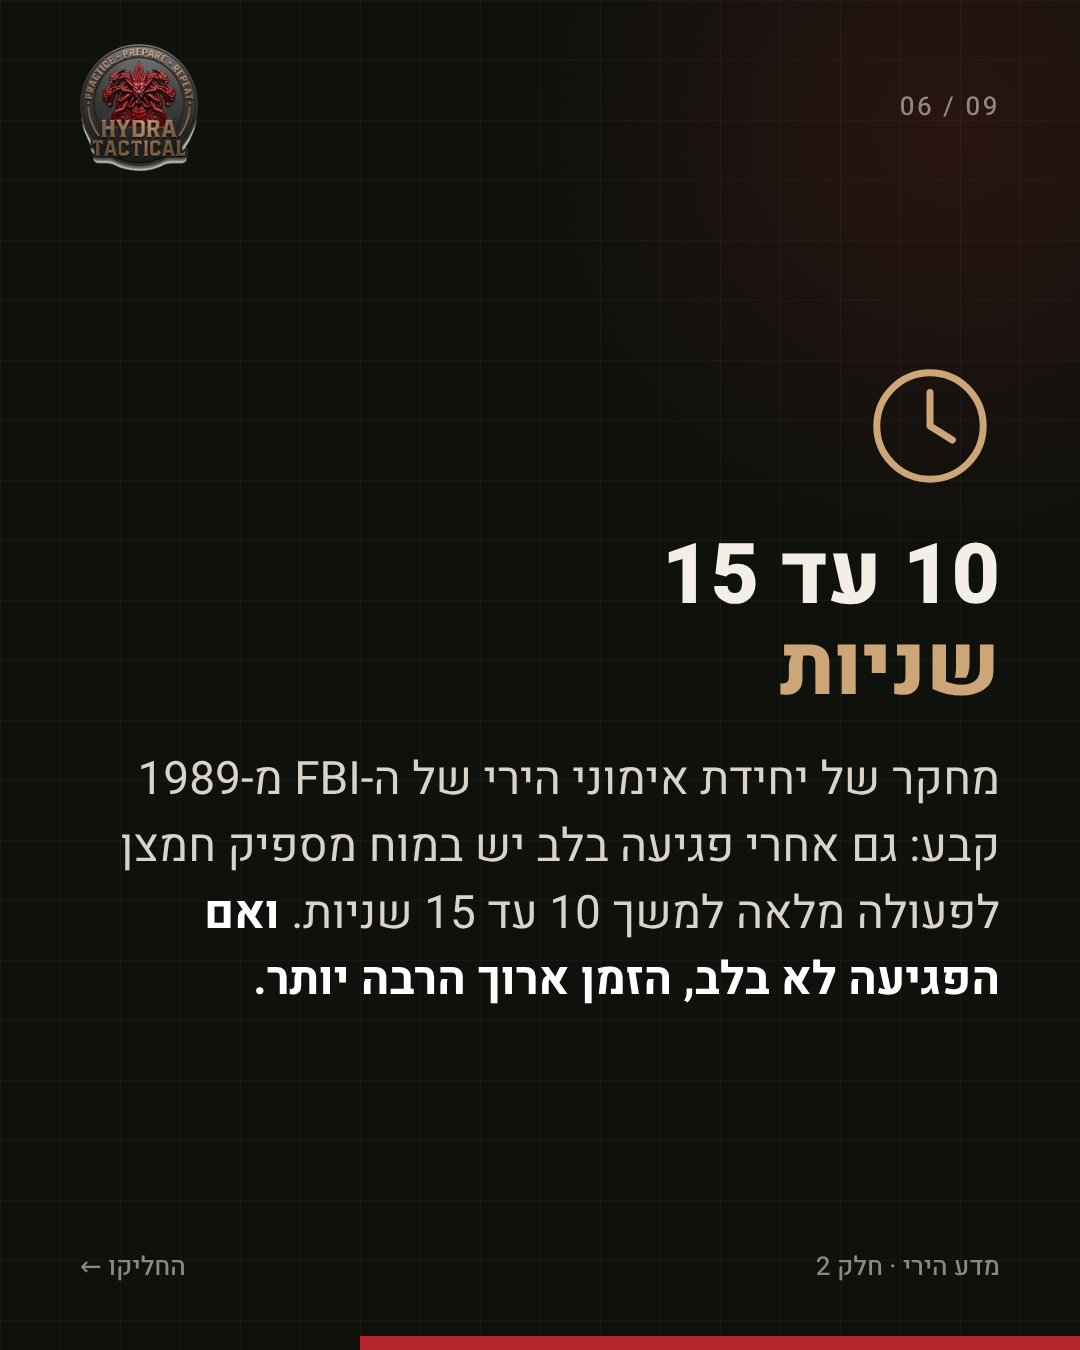 PRACTICE · PREPARE · REPEAT
HYDRA
TACTICAL
06 / 09
10 עד 15
שניות
מחקר של יחידת אימוני הירי של ה-FBI מ-1989
קבע: גם אחרי פגיעה בלב יש במוח מספיק חמצן
לפעולה מלאה למשך 10 עד 15 שניות. ואם
הפגיעה לא בלב, הזמן ארוך הרבה יותר.
מדע הירי · חלק 2
החליקו ←